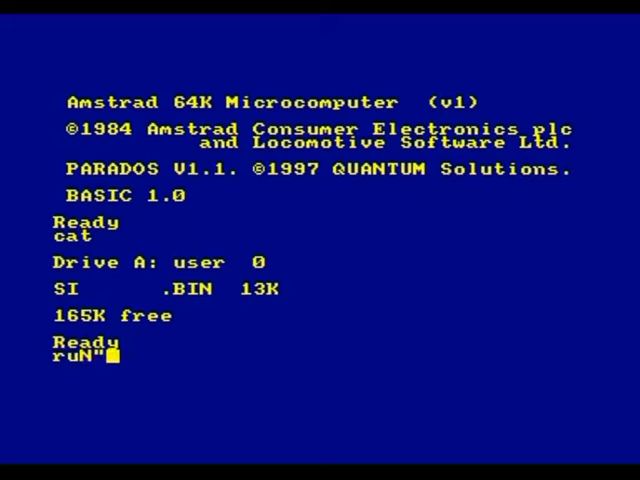 Amstrad 64K Microcomputer (v1)
©1984 Amstrad Consumer Electronics plc
and Locomotive Software Ltd.
PARADOS V1.1. ©1997 QUANTUM Solutions.
BASIC 1.0
Ready
cat
Drive A: user 0
SI .BIN 13K
165K free
Ready
ruN"